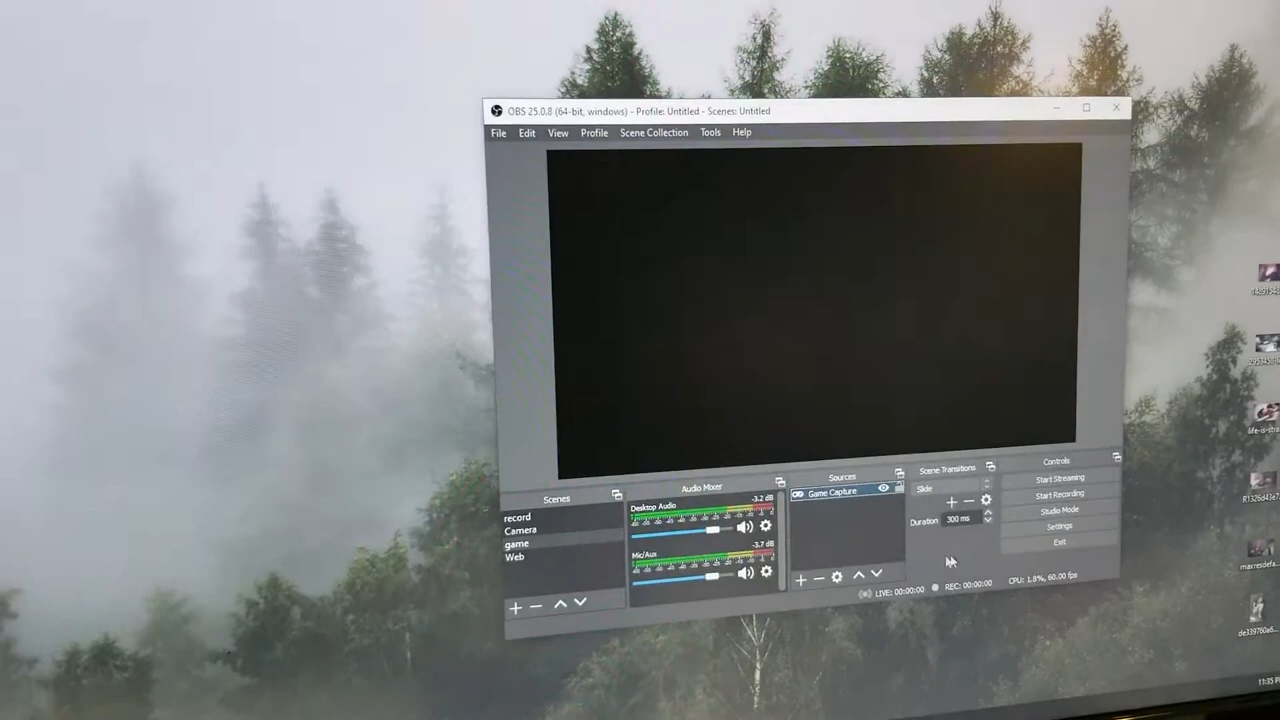 OBS 25.0.8 (64-bit, windows) - Profile: Untitled - Scenes: Untitled
File Edit View Profile Scene Collection Tools Help
Scenes
record
Camera
game
Web
Audio Mixer
Desktop Audio -3.2 dB
Mic/Aux -3.7 dB
Sources
Game Capture
Scene Transitions
Slide
Duration 300 ms
Controls
Start Streaming
Start Recording
Studio Mode
Settings
Exit
LIVE: 00:00:00 REC: 00:00:00 CPU: 1.8%, 60.00 fps
life-is-stra
maxresdefa...
de339760a6...
11:35 P